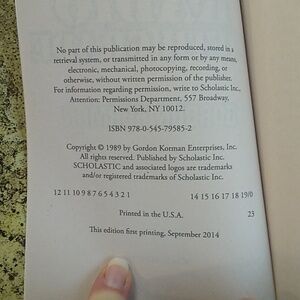 No part of this publication may be reproduced, stored in a
retrieval system, or transmitted in any form or by any means,
electronic, mechanical, photocopying, recording, or
otherwise, without written permission of the publisher.
For information regarding permission, write to Scholastic Inc.,
Attention: Permissions Department, 557 Broadway,
New York, NY 10012.
ISBN 978-0-545-79585-2
Copyright © 1989 by Gordon Korman Enterprises, Inc.
All rights reserved. Published by Scholastic Inc.
SCHOLASTIC and associated logos are trademarks
and/or registered trademarks of Scholastic Inc.
12 11 10 9 8 7 6 5 4 3 2 1 14 15 16 17 18 19/0
Printed in the U.S.A. 23
This edition first printing, September 2014